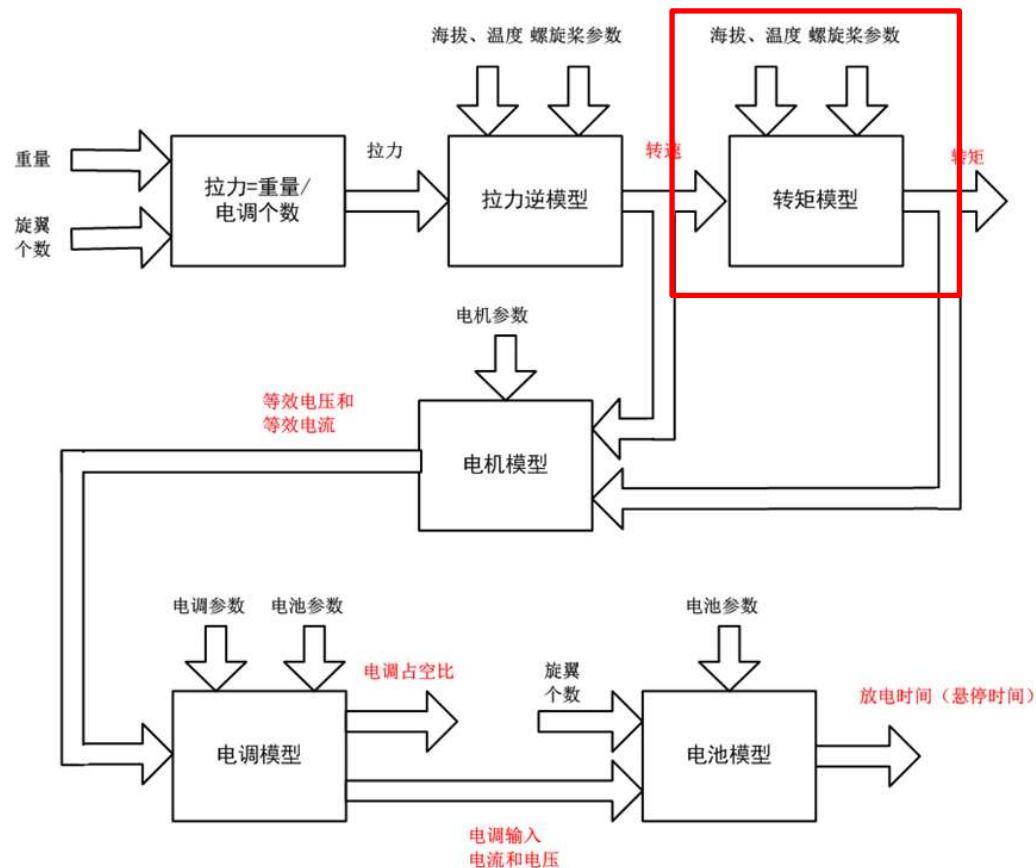 海拔、温度 螺旋桨参数
海拔、温度 螺旋桨参数
重量
旋翼
个数
拉力=重量/
电调个数
拉力
拉力逆模型
转速
转矩模型
转矩
电机参数
等效电压和
等效电流
电机模型
电调参数
电池参数
电池参数
电调占空比
旋翼
个数
放电时间（悬停时间）
电调模型
电池模型
电调输入
电流和电压